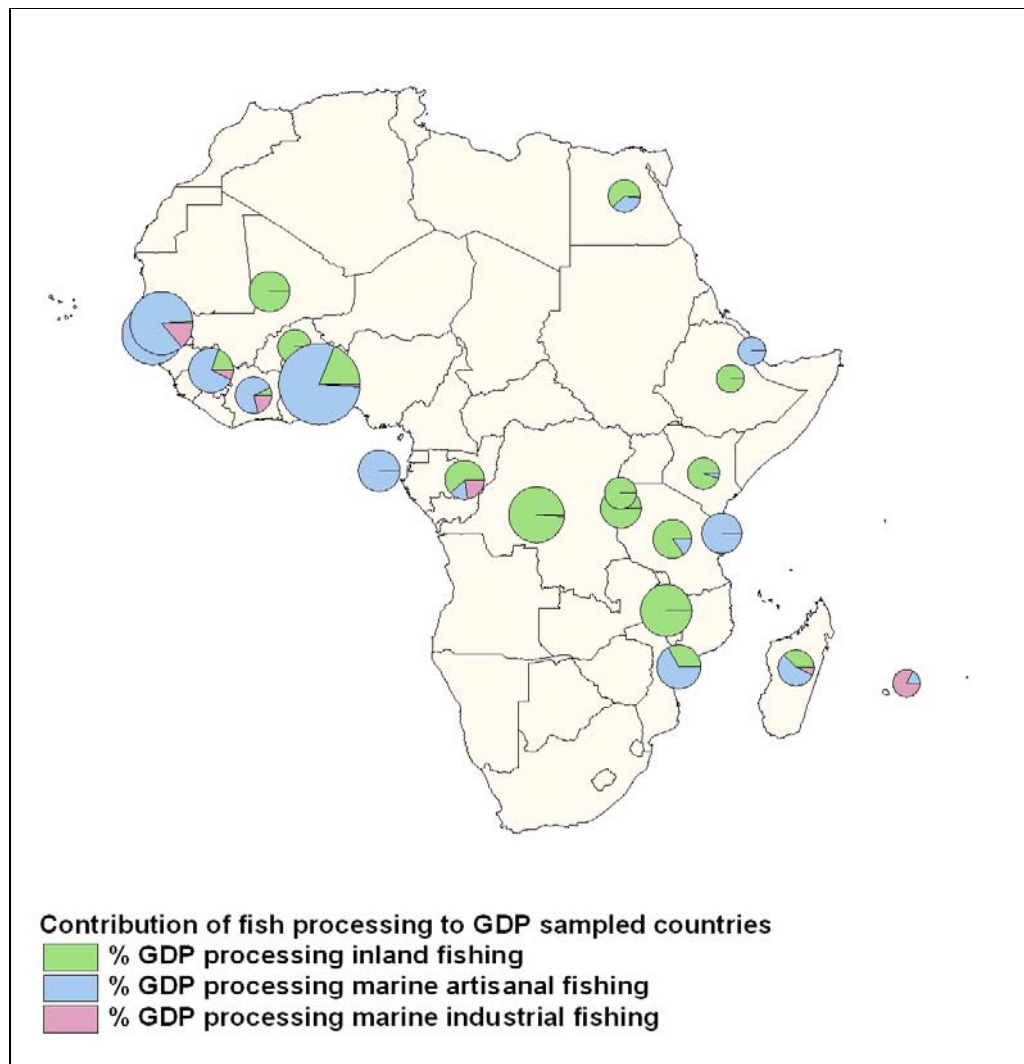 Contribution of fish processing to GDP sampled countries
% GDP processing inland fishing
% GDP processing marine artisanal fishing
% GDP processing marine industrial fishing